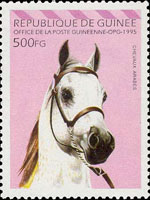 REPUBLIQUE DE GUINEE
OFFICE DE LA POSTE GUINEENNE-OPG-1995
500FG
CHEVAUX ARABES